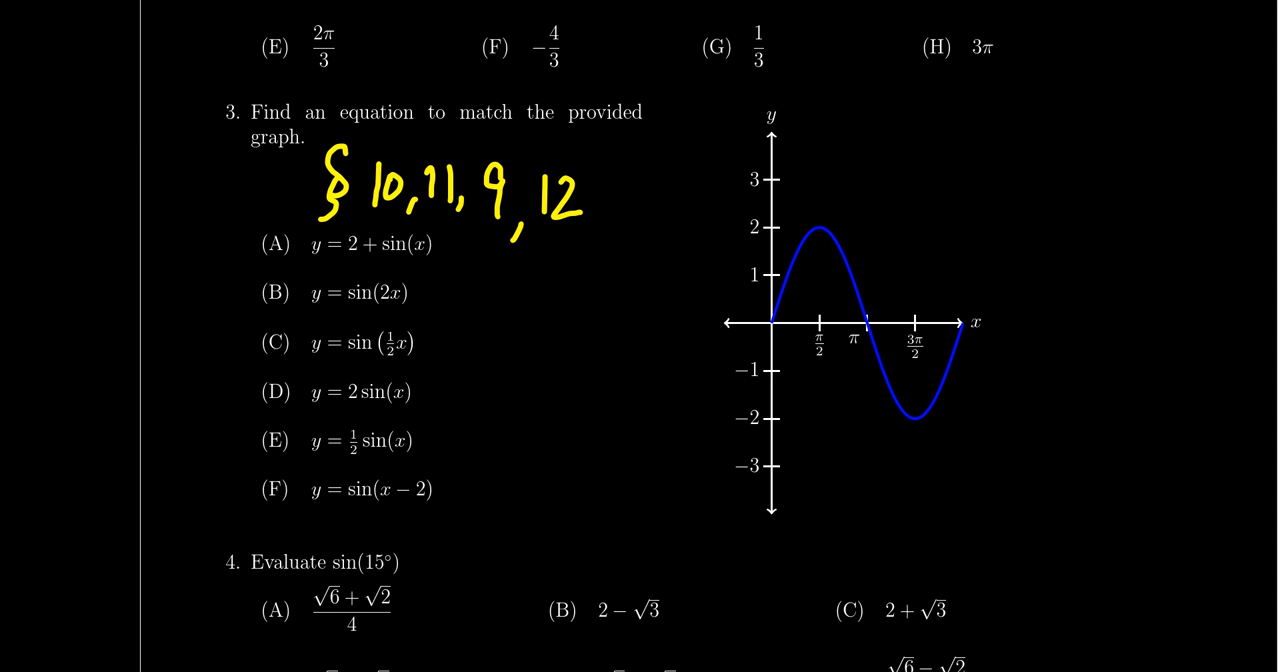 (E) 2π/3 (F) −4/3 (G) 1/3 (H) 3π
3. Find an equation to match the provided
graph.
§ 10, 11, 9, 12
(A) y = 2 + sin(x)
(B) y = sin(2x)
(C) y = sin(½x)
(D) y = 2 sin(x)
(E) y = ½ sin(x)
(F) y = sin(x − 2)
y
3
2
1
x
π/2 π 3π/2
−1
−2
−3
4. Evaluate sin(15°)
(A) (√6 + √2)/4 (B) 2 − √3 (C) 2 + √3
√6 − √2